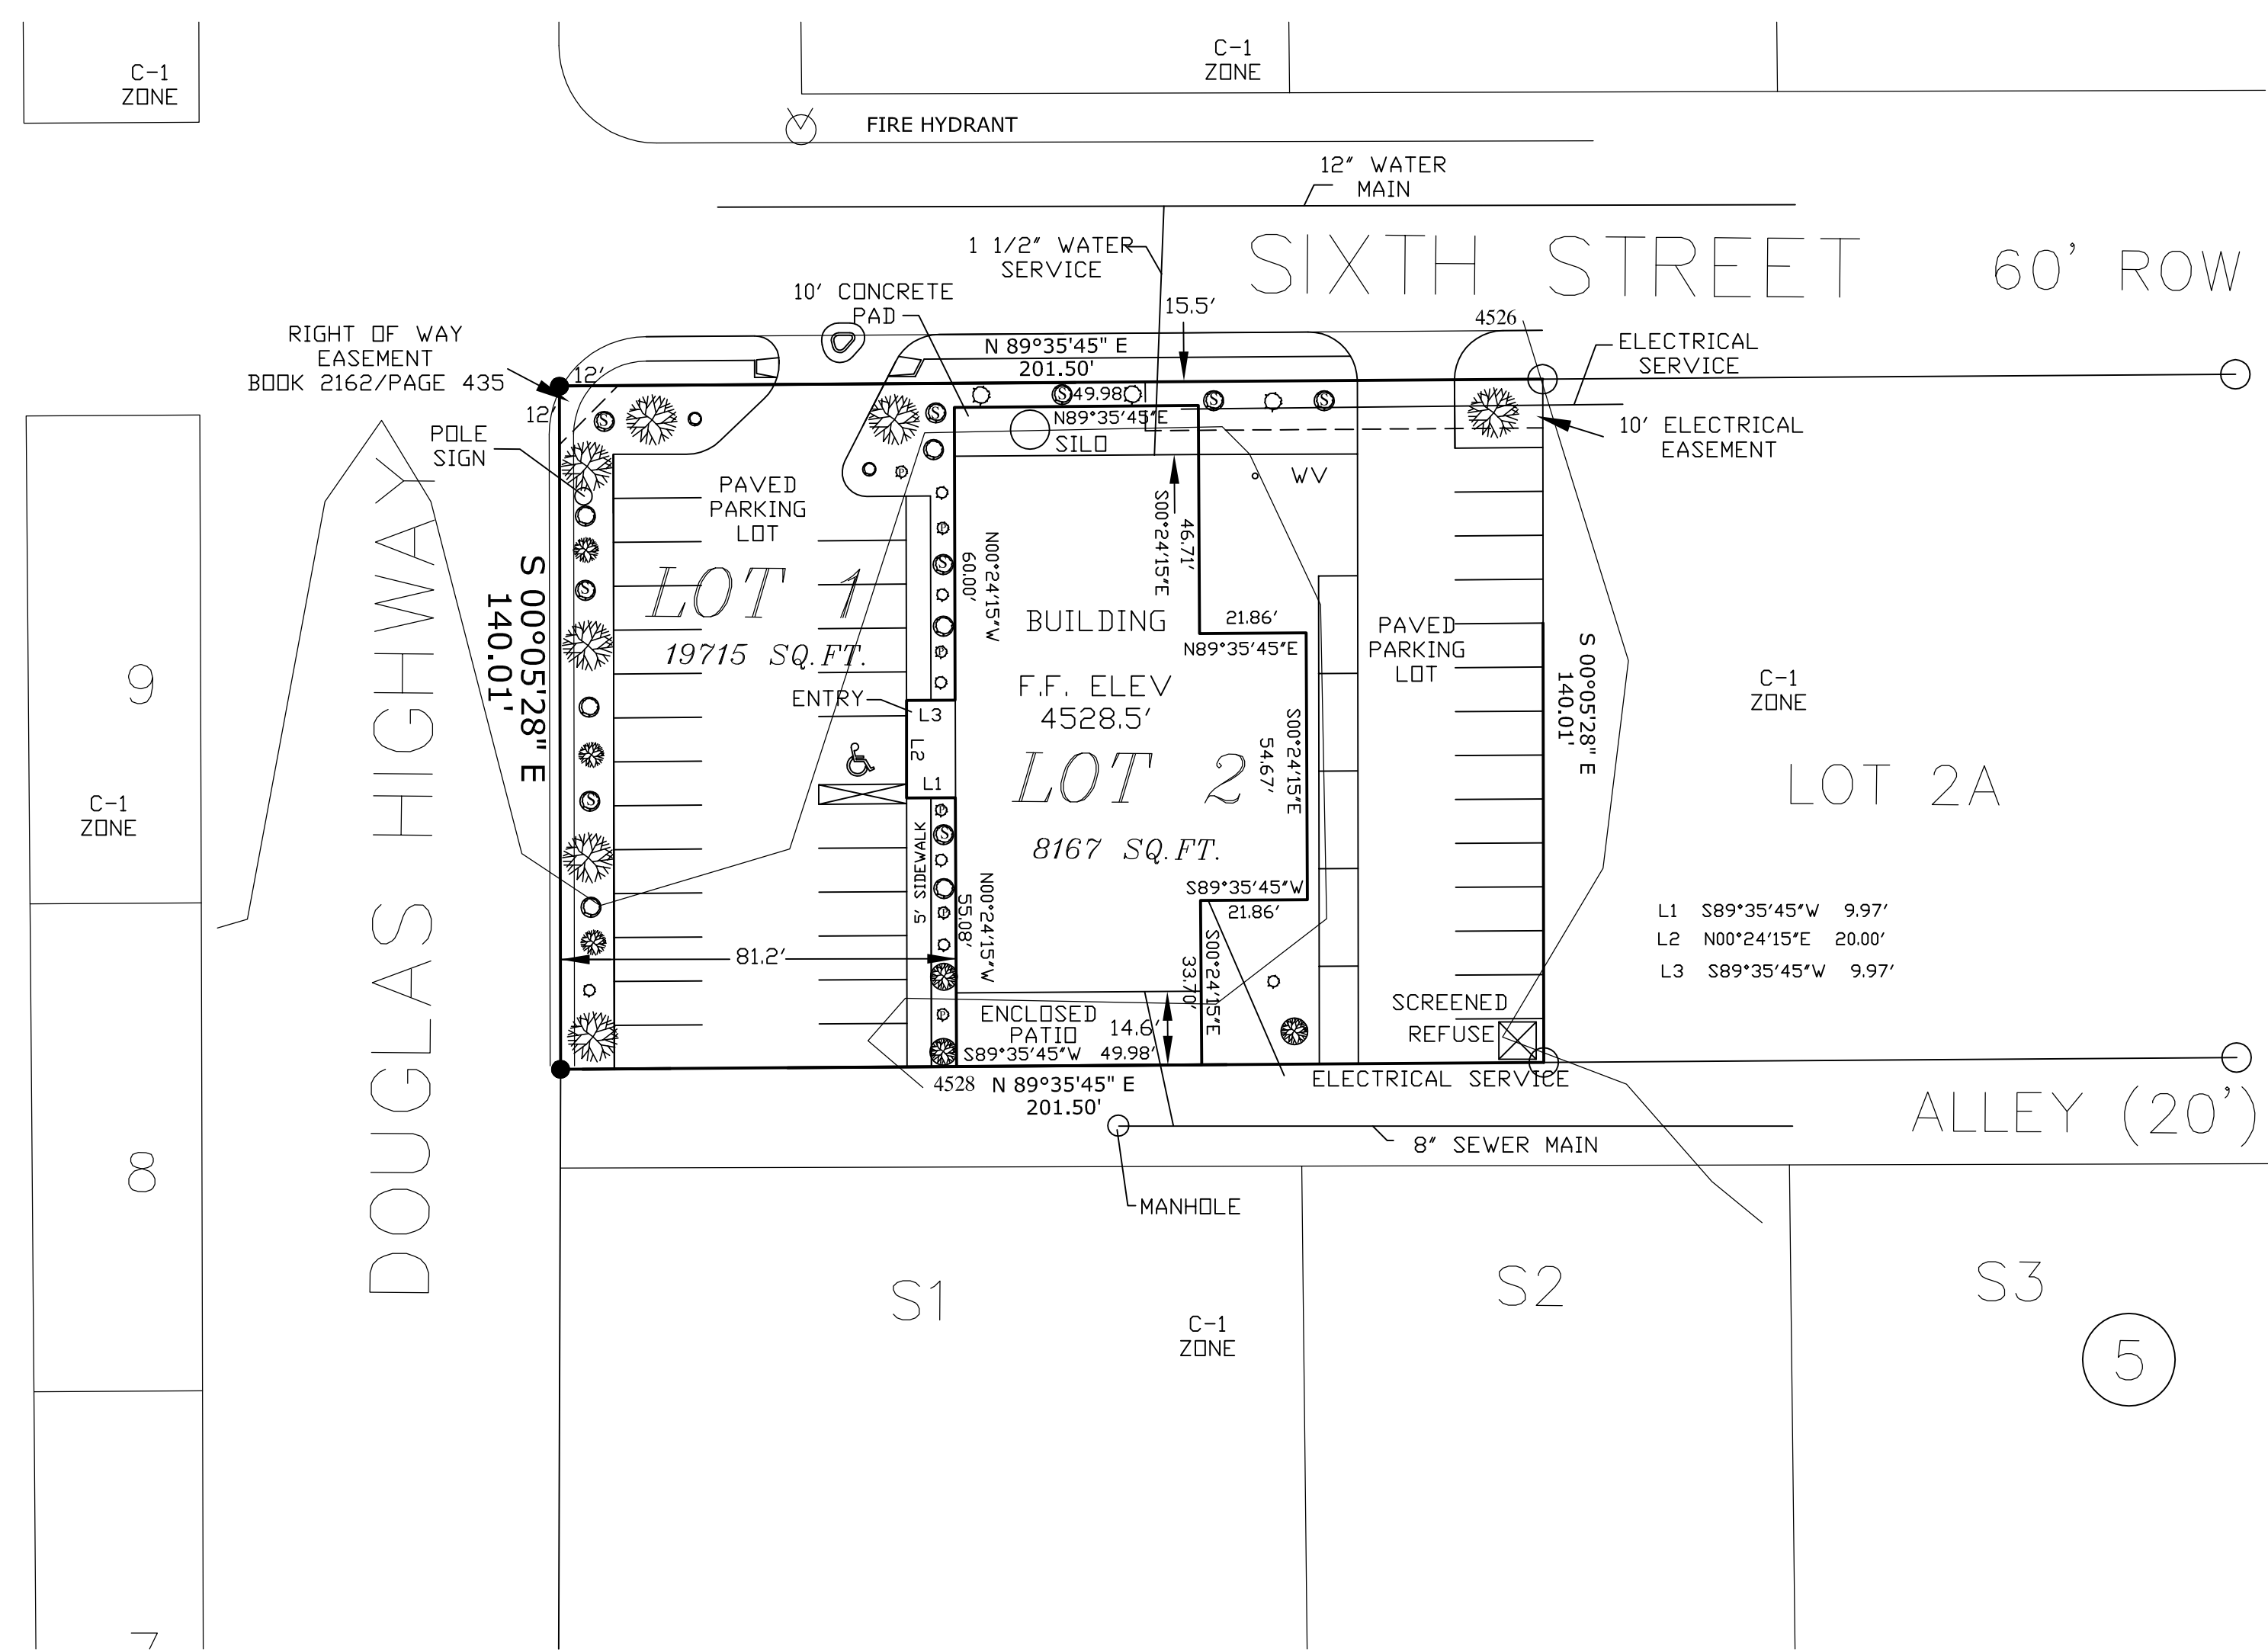 C-1
ZONE
C-1
ZONE
FIRE HYDRANT
12" WATER
MAIN
SIXTH STREET
60' ROW
1 1/2" WATER
SERVICE
10' CONCRETE
PAD
15.5'
4526
RIGHT OF WAY
EASEMENT
BOOK 2162/PAGE 435
N 89°35'45" E
201.50'
ELECTRICAL
SERVICE
12'
12'
S
49.98'
N89°35'45"E
S
S
S
S
SILO
10' ELECTRICAL
EASEMENT
POLE
SIGN
P
WV
PAVED
PARKING
LOT
S00°24'15"E
46.71'
N00°24'15"W
60.00'
P
S
S
P
DOUGLAS HIGHWAY
S 00°05'28" E
140.01'
LOT 1
19715 SQ.FT.
BUILDING
21.86'
N89°35'45"E
PAVED
PARKING
LOT
S 00°05'28" E
140.01'
9
F.F. ELEV
4528.5'
C-1
ZONE
ENTRY
L3
L2
L1
S00°24'15"E
54.67'
LOT 2
8167 SQ.FT.
LOT 2A
C-1
ZONE
S
P
S
P
P
5' SIDEWALK
N00°24'15"W
55.08'
S89°35'45"W
21.86'
L1 S89°35'45"W 9.97'
L2 N00°24'15"E 20.00'
L3 S89°35'45"W 9.97'
81.2'
S00°24'15"E
33.70'
SCREENED
REFUSE
ENCLOSED
PATIO
14.6'
S89°35'45"W 49.98'
4528
N 89°35'45" E
201.50'
ELECTRICAL SERVICE
ALLEY (20')
8" SEWER MAIN
8
MANHOLE
S1
S2
S3
C-1
ZONE
5
7